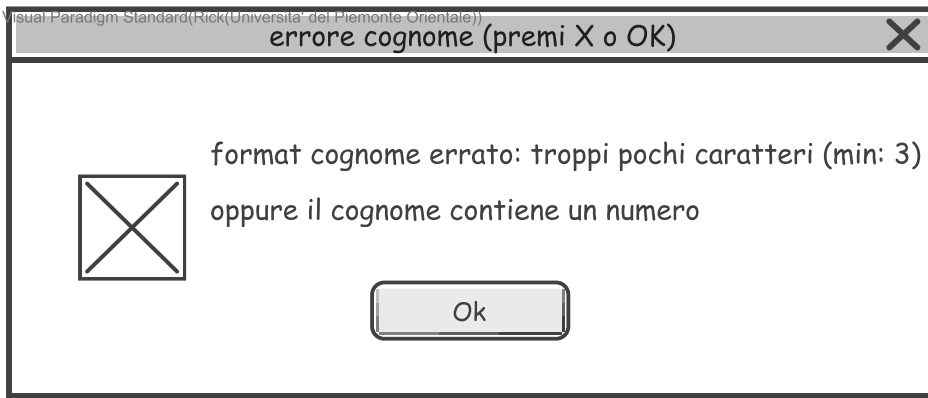 Visual Paradigm Standard(Rick(Universita' del Piemonte Orientale))
errore cognome (premi X o OK)
format cognome errato: troppi pochi caratteri (min: 3)
oppure il cognome contiene un numero
Ok